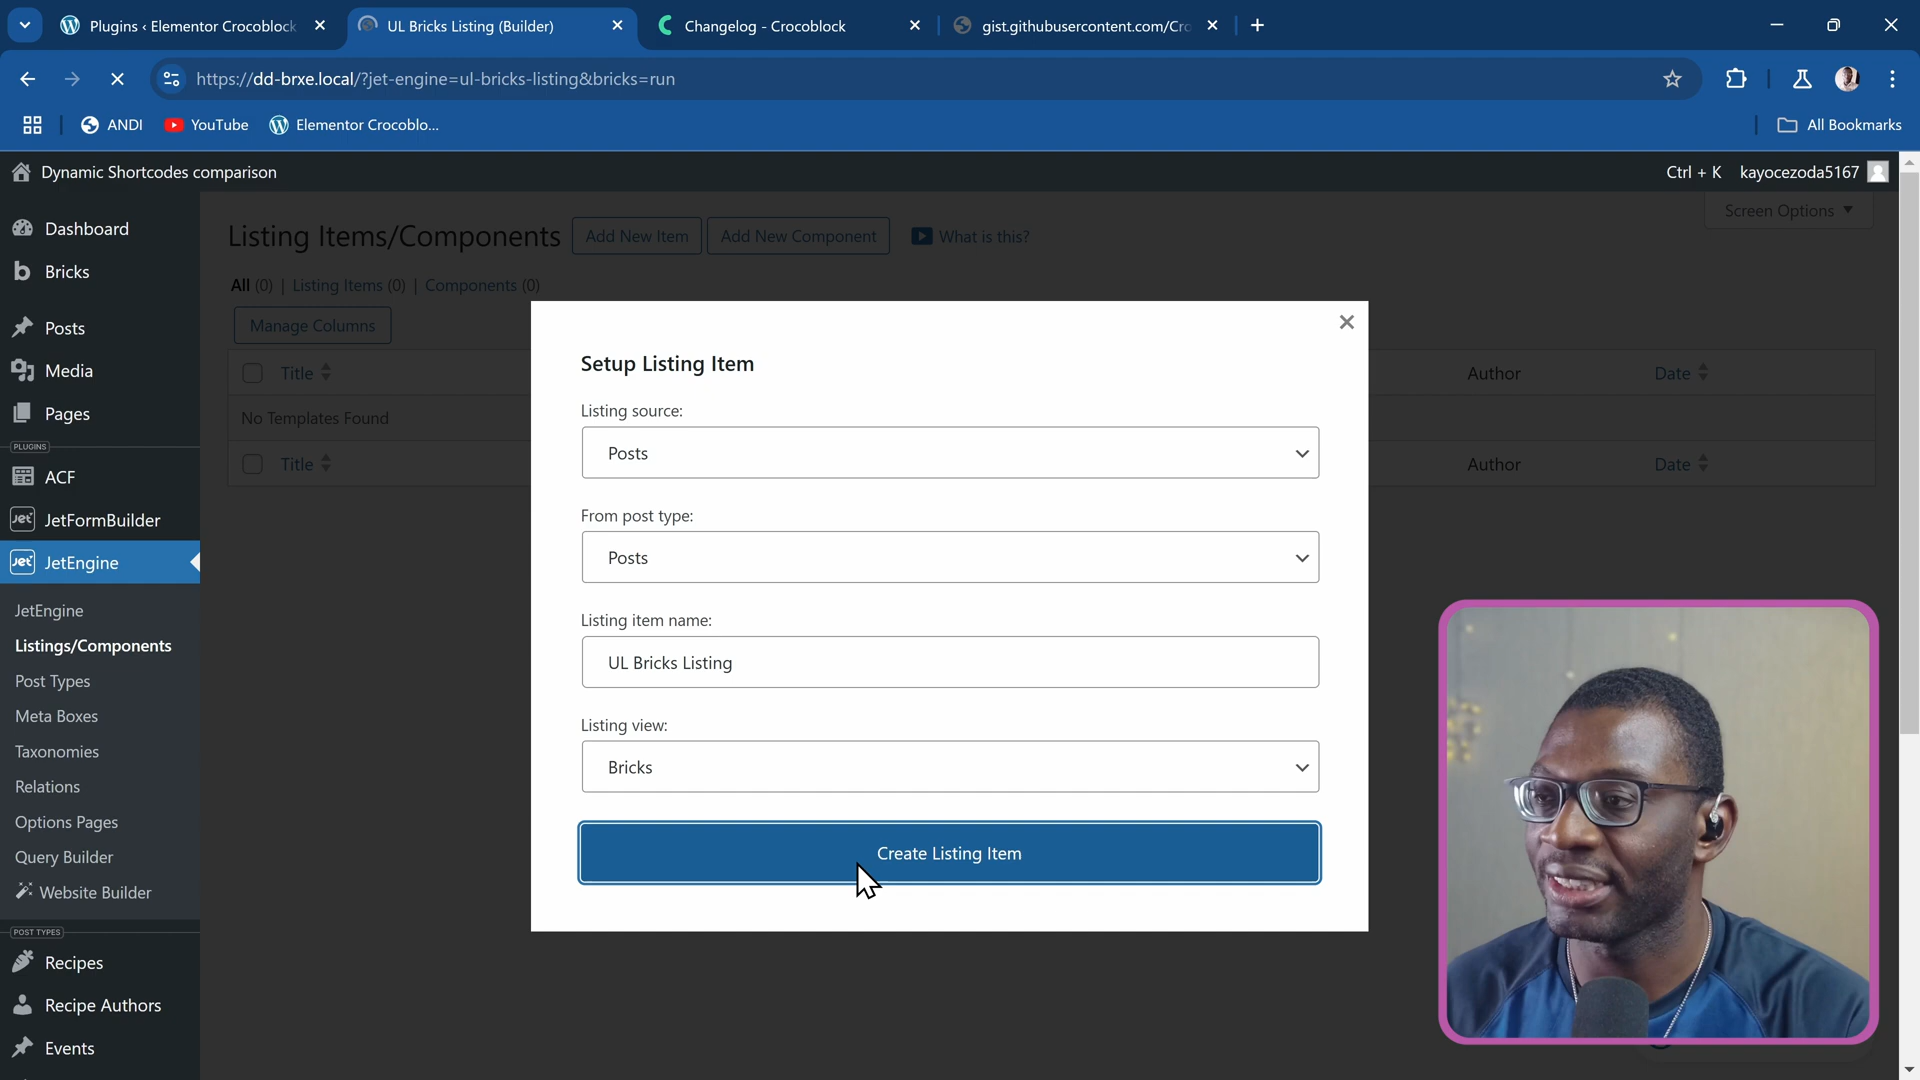 Plugins ‹ Elementor Crocoblock
UL Bricks Listing (Builder)
Changelog - Crocoblock
gist.githubusercontent.com/Cro
https://dd-brxe.local/?jet-engine=ul-bricks-listing&bricks=run
ANDI
YouTube
Elementor Crocoblo...
All Bookmarks
Dynamic Shortcodes comparison
Ctrl + K
kayocezoda5167
Dashboard
Bricks
Posts
Media
Pages
PLUGINS
ACF
JetFormBuilder
JetEngine
JetEngine
Listings/Components
Post Types
Meta Boxes
Taxonomies
Relations
Options Pages
Query Builder
Website Builder
POST TYPES
Recipes
Recipe Authors
Events
Listing Items/Components
Add New Item
Add New Component
What is this?
Screen Options
All (0) | Listing Items (0) | Components (0)
Manage Columns
Title
Author
Date
No Templates Found
Title
Author
Date
Setup Listing Item
Listing source:
Posts
From post type:
Posts
Listing item name:
UL Bricks Listing
Listing view:
Bricks
Create Listing Item